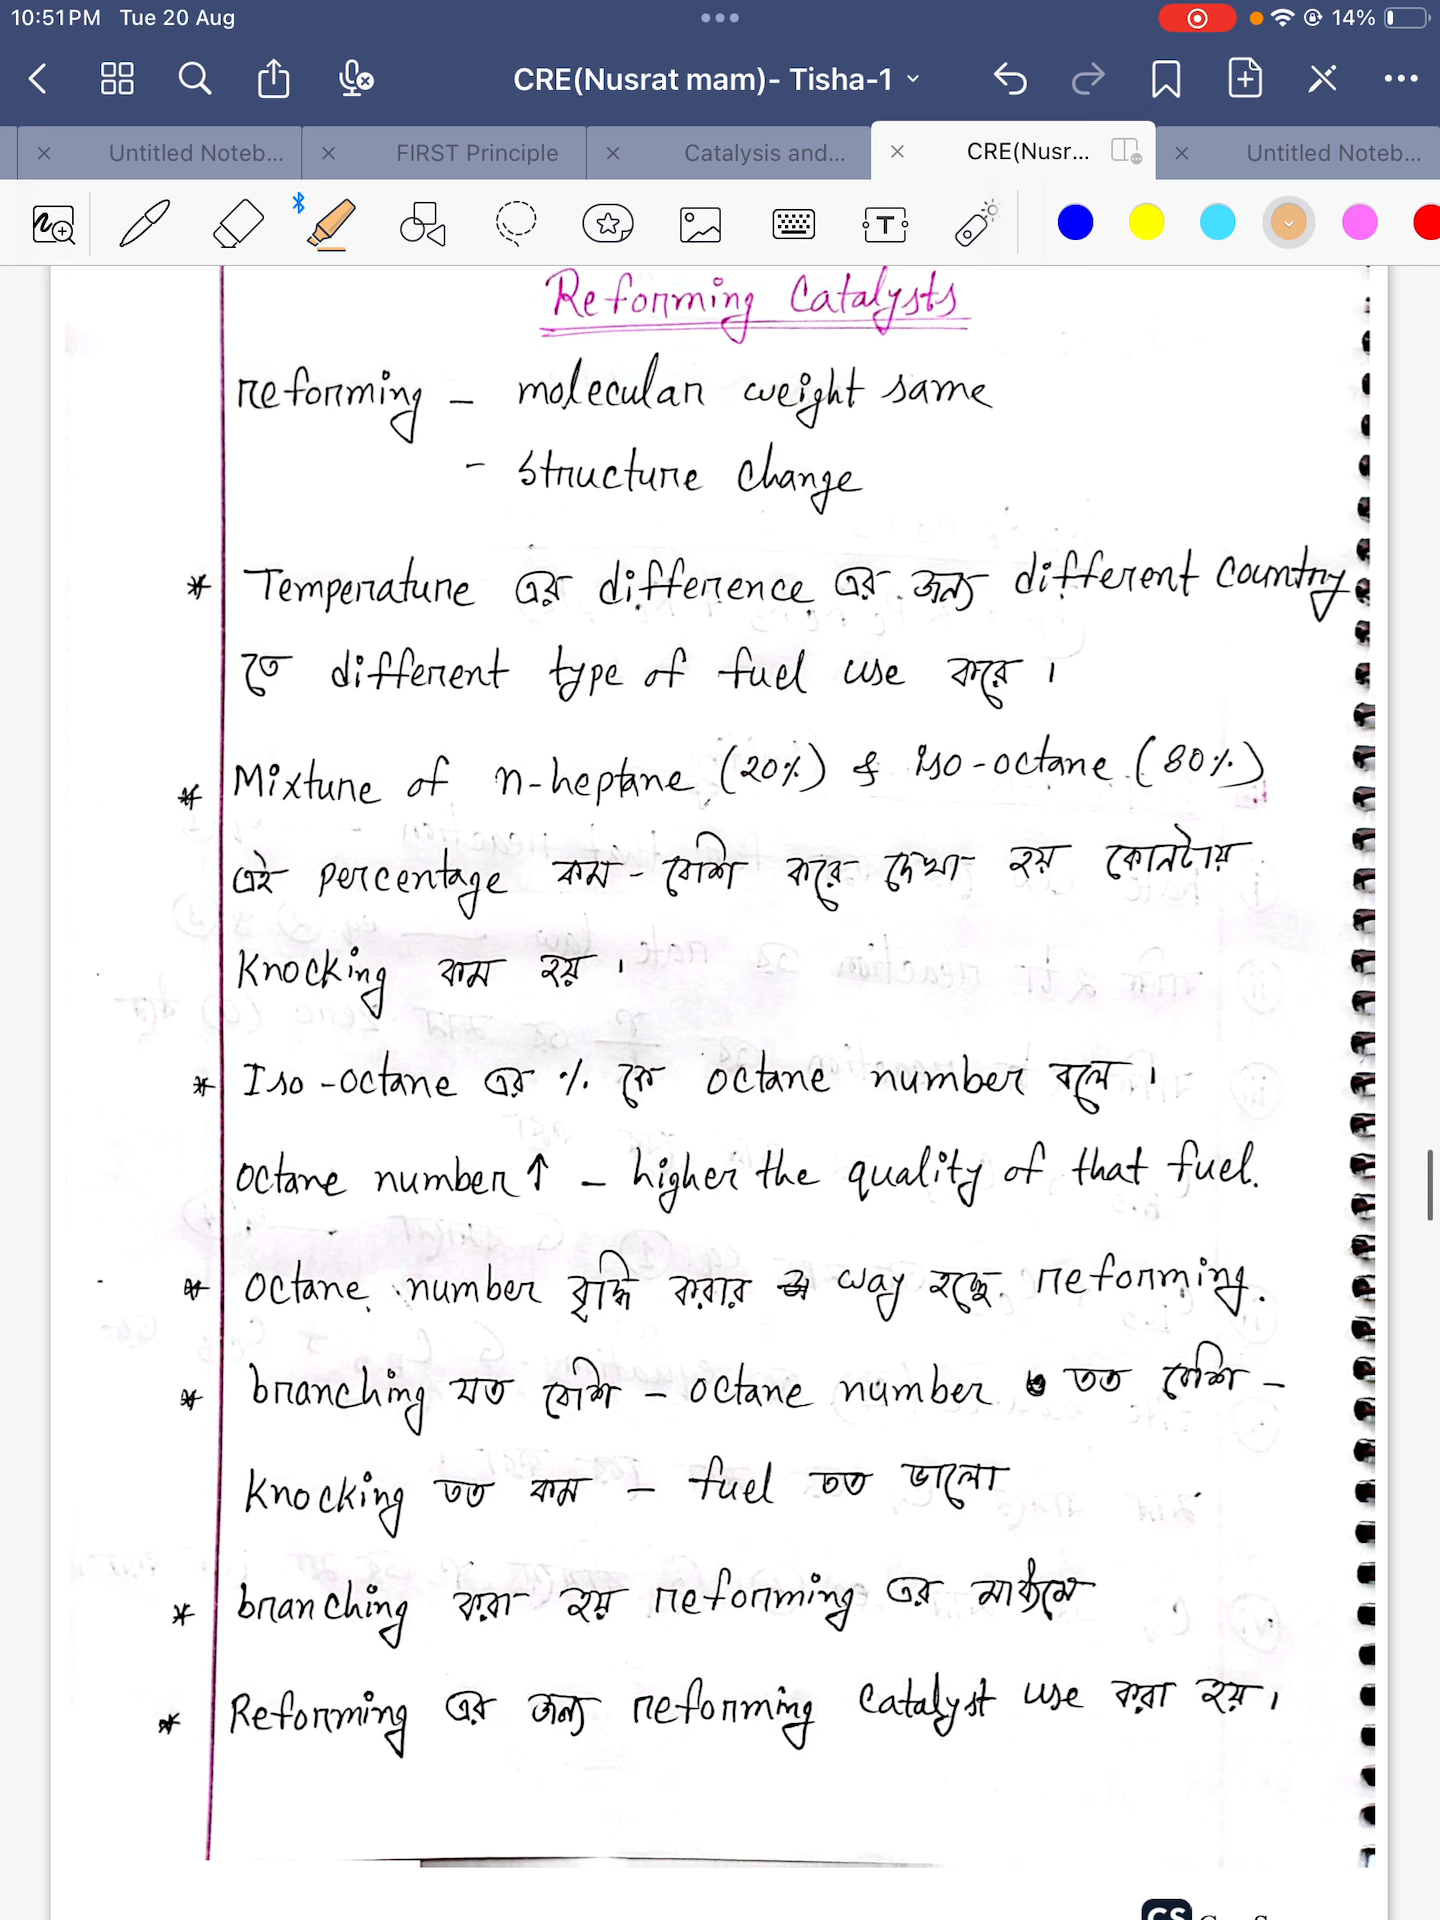 10:51 PM Tue 20 Aug 14%
CRE(Nusrat mam)- Tisha-1
Untitled Noteb... FIRST Principle Catalysis and... CRE(Nusr... Untitled Noteb...
Reforming Catalysts
reforming - molecular weight same
- structure change
* Temperature এর difference এর জন্য different country
তে different type of fuel use করে।
* Mixture of n-heptane (20%) & iso-octane (80%)
এই percentage কম-বেশি করে দেখা হয় কোনটায়
Knocking কম হয়।
* Iso-octane এর % কে octane number বলে।
octane number ↑ - higher the quality of that fuel.
* octane number বৃদ্ধি করার way হচ্ছে reforming.
* branching যত বেশি - octane number তত বেশি -
Knocking তত কম - fuel তত ভালো
* branching করা হয় reforming এর মাধ্যমে
* Reforming এর জন্য reforming catalyst use করা হয়।
CS